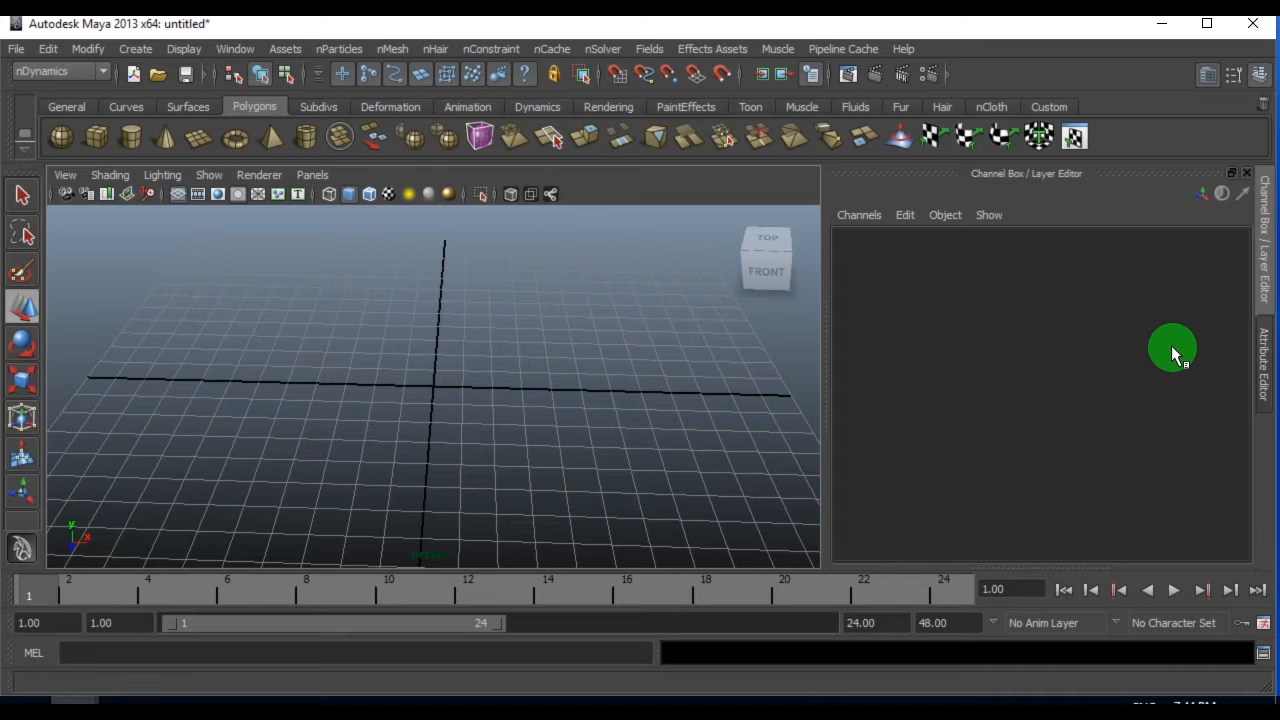 Autodesk Maya 2013 x64: untitled*
File Edit Modify Create Display Window Assets nParticles nMesh nHair nConstraint nCache nSolver Fields Effects Assets Muscle Pipeline Cache Help
nDynamics
General Curves Surfaces Polygons Subdivs Deformation Animation Dynamics Rendering PaintEffects Toon Muscle Fluids Fur Hair nCloth Custom
View Shading Lighting Show Renderer Panels
Channel Box / Layer Editor
Channels Edit Object Show
TOP
FRONT
Channel Box / Layer Editor
Attribute Editor
y
x
persp
2 4 6 8 10 12 14 16 18 20 22 24
1
1.00
1.00 1.00 1 24 24.00 48.00 No Anim Layer No Character Set
MEL